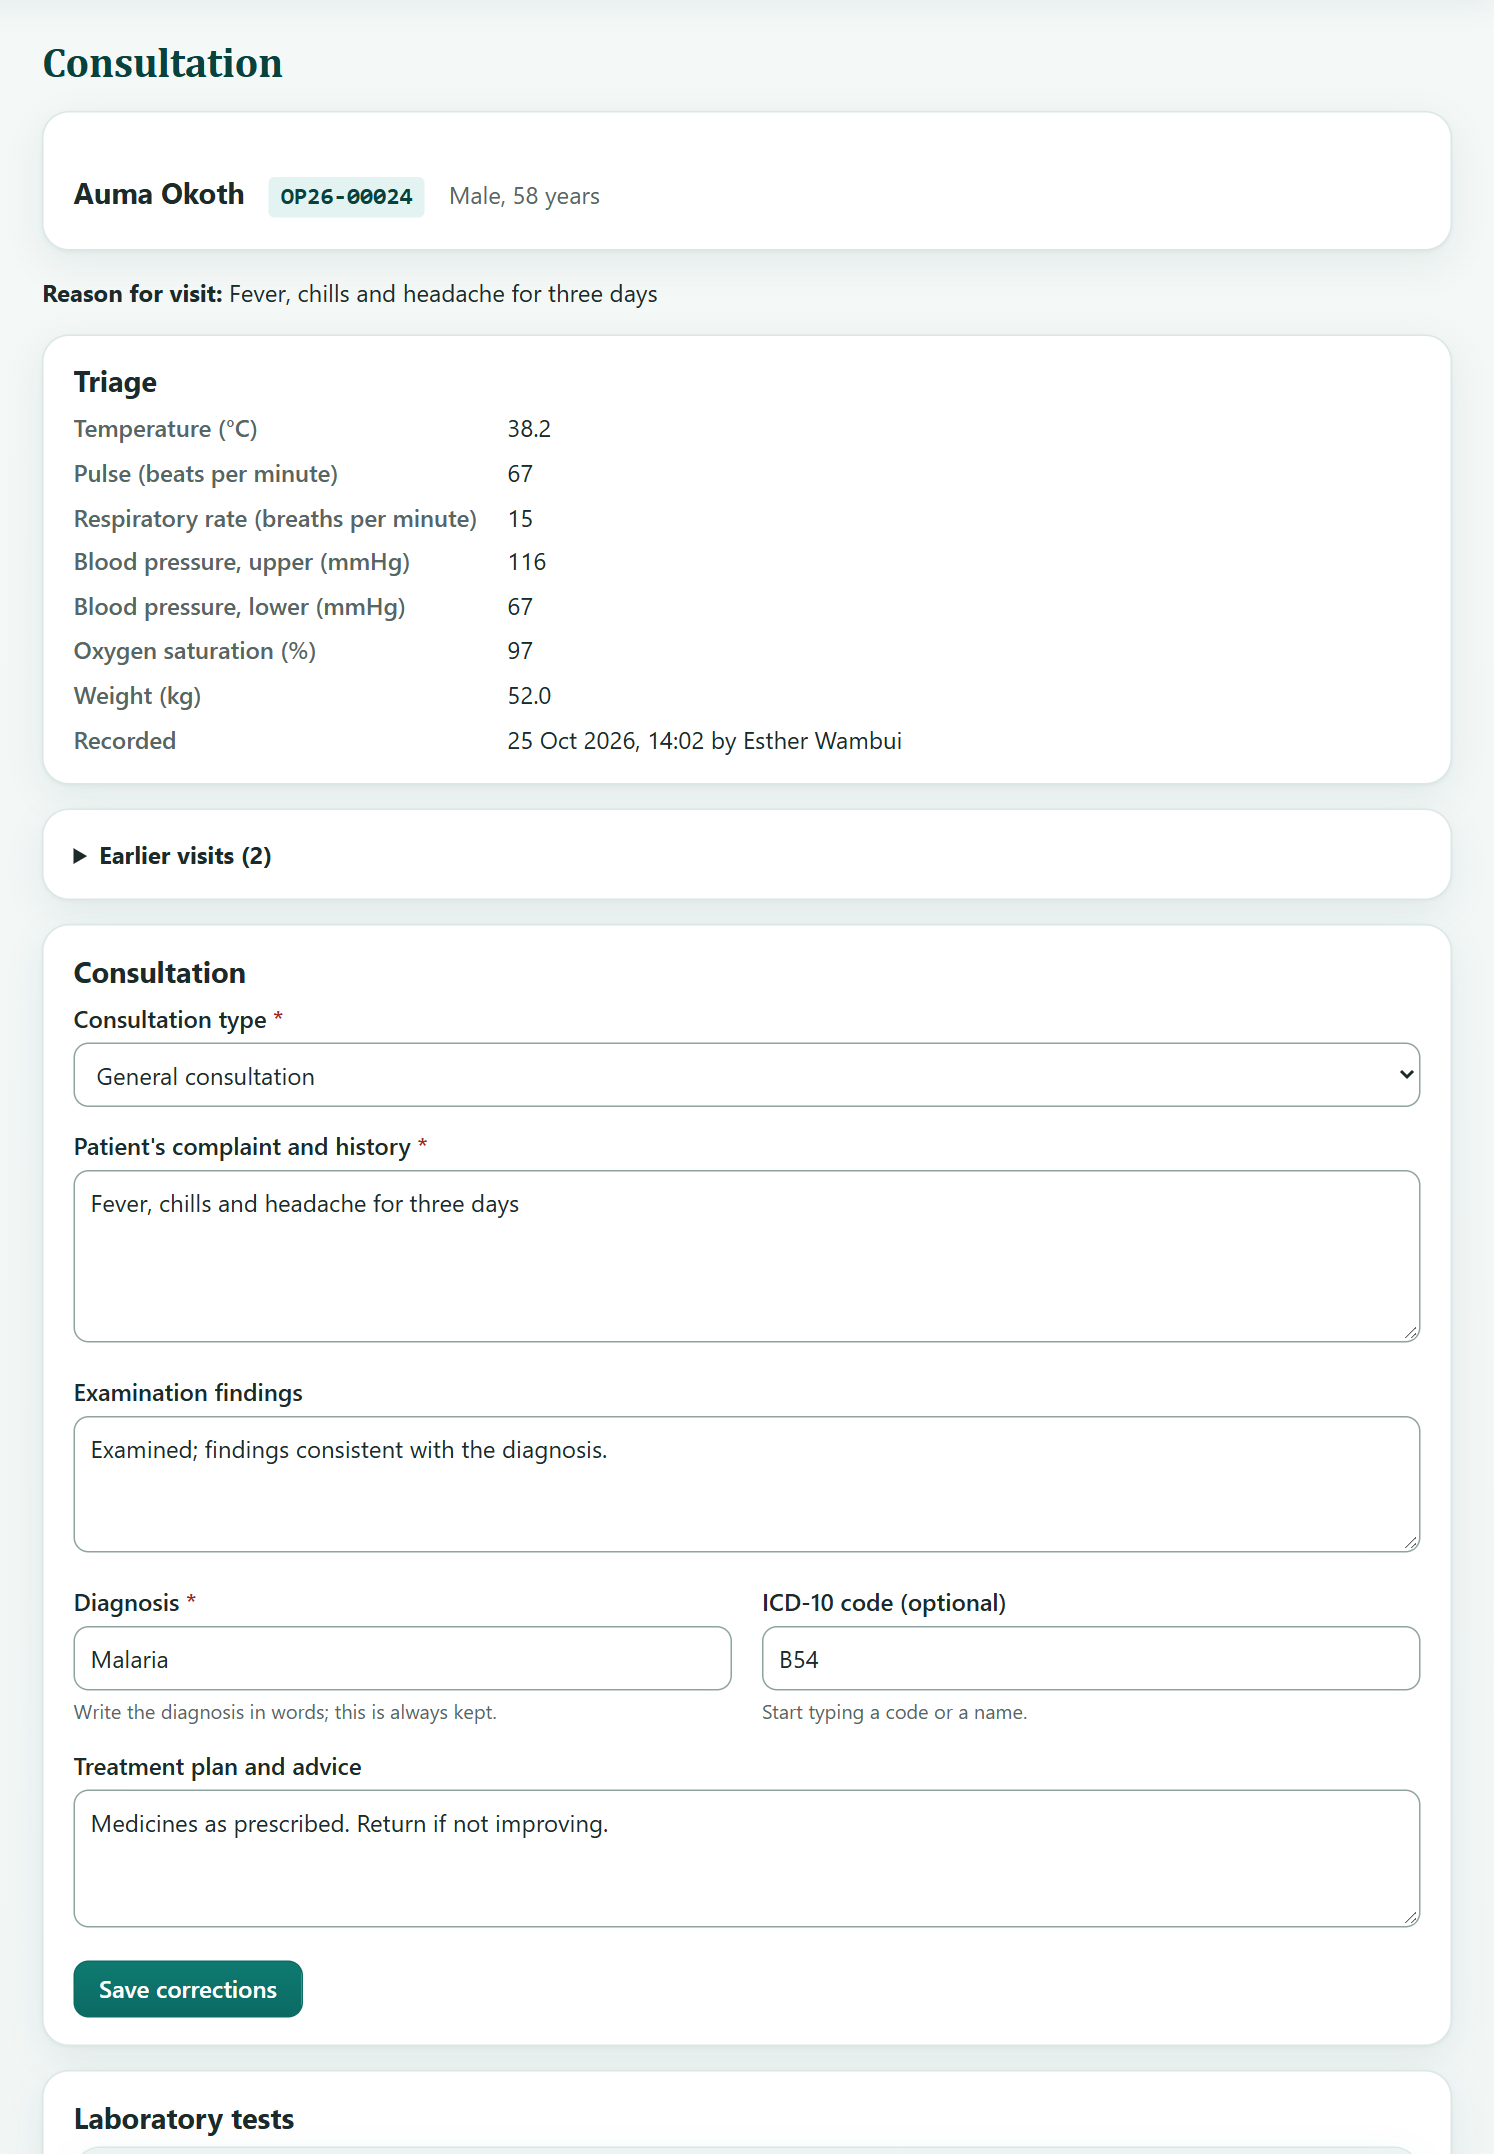 Consultation
Auma Okoth OP26-00024 Male, 58 years
Reason for visit: Fever, chills and headache for three days
Triage
Temperature (°C) 38.2
Pulse (beats per minute) 67
Respiratory rate (breaths per minute) 15
Blood pressure, upper (mmHg) 116
Blood pressure, lower (mmHg) 67
Oxygen saturation (%) 97
Weight (kg) 52.0
Recorded 25 Oct 2026, 14:02 by Esther Wambui
Earlier visits (2)
Consultation
Consultation type *
General consultation
Patient's complaint and history *
Fever, chills and headache for three days
Examination findings
Examined; findings consistent with the diagnosis.
Diagnosis * ICD-10 code (optional)
Malaria B54
Write the diagnosis in words; this is always kept. Start typing a code or a name.
Treatment plan and advice
Medicines as prescribed. Return if not improving.
Save corrections
Laboratory tests